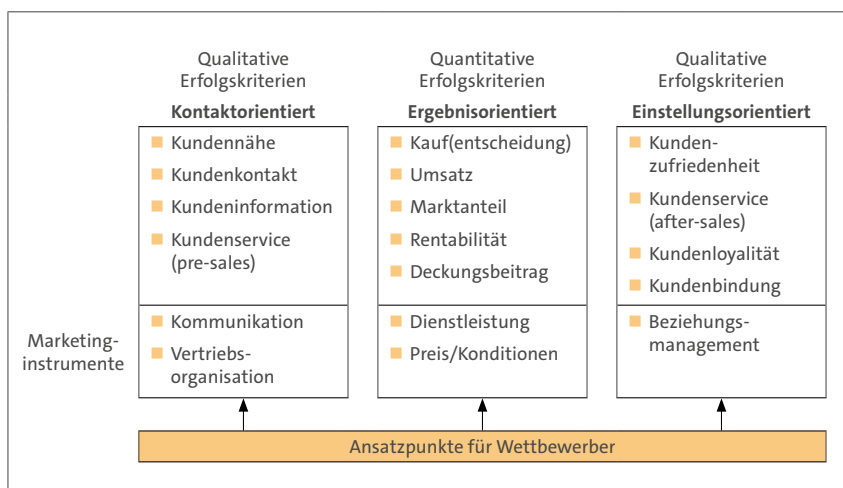 Qualitative
Erfolgskriterien
Kontaktorientiert
Kundennähe
Kundenkontakt
Kundeninformation
Kundenservice
(pre-sales)
Kommunikation
Vertriebs-
organisation
Quantitative
Erfolgskriterien
Ergebnisorientiert
Kauf(entscheidung)
Umsatz
Marktanteil
Rentabilität
Deckungsbeitrag
Dienstleistung
Preis/Konditionen
Qualitative
Erfolgskriterien
Einstellungsorientiert
Kunden-
zufriedenheit
Kundenservice
(after-sales)
Kundenloyalität
Kundenbindung
Beziehungs-
management
Marketing-
instrumente
Ansatzpunkte für Wettbewerber